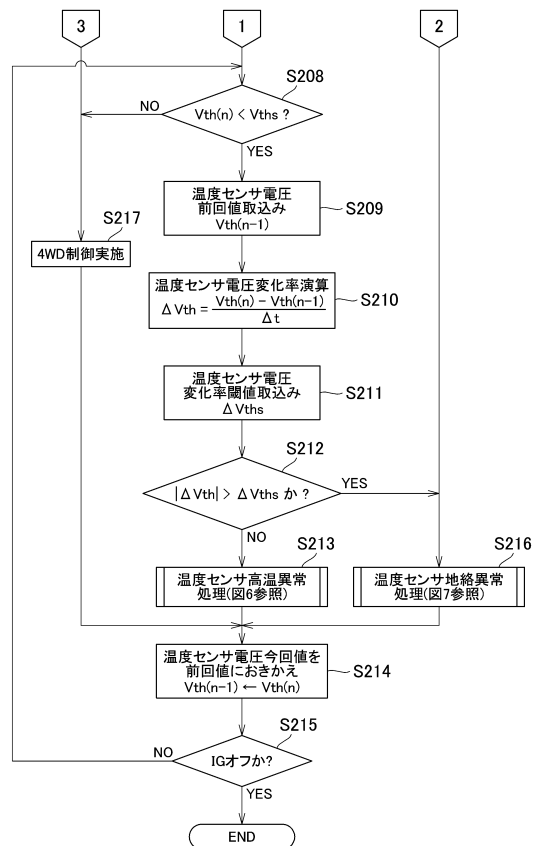 3
1
2
S208
NO
Vth(n) < Vths ?
YES
温度センサ電圧
前回値取込み
Vth(n-1)
S209
S217
4WD制御実施
温度センサ電圧変化率演算
ΔVth = Vth(n) - Vth(n-1)
Δt
S210
温度センサ電圧
変化率閾値取込み
ΔVths
S211
S212
|ΔVth| > ΔVths か ?
YES
NO
S213
温度センサ高温異常
処理(図6参照)
S216
温度センサ地絡異常
処理(図7参照)
温度センサ電圧今回値を
前回値におきかえ
Vth(n-1) ← Vth(n)
S214
S215
NO
IGオフか?
YES
END